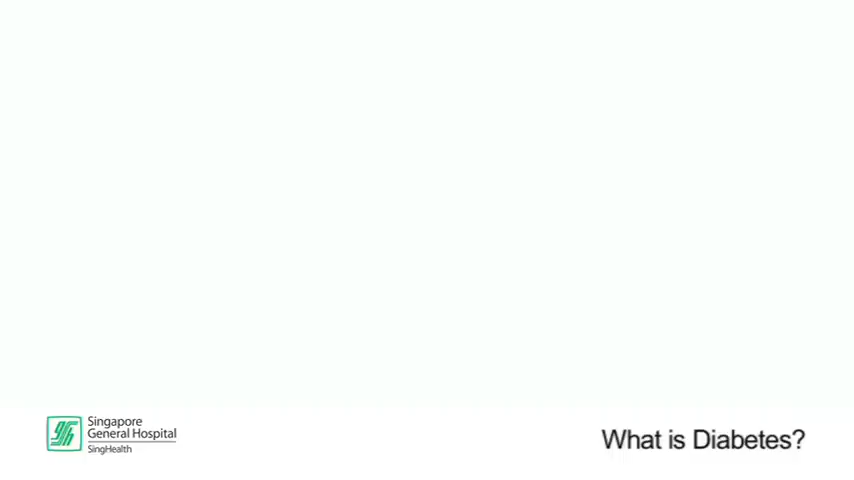 Singapore
General Hospital
SingHealth
What is Diabetes?